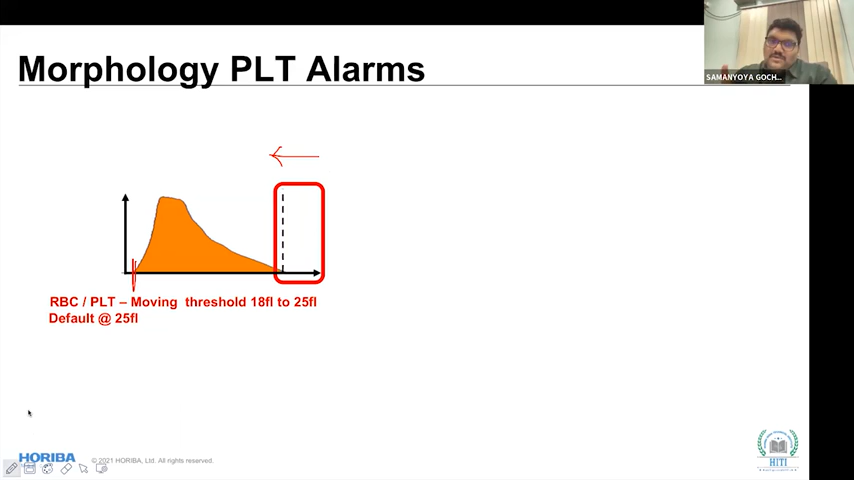 Morphology PLT Alarms
SAMANYOYA GOCH...
RBC / PLT – Moving threshold 18fl to 25fl
Default @ 25fl
HORIBA
© 2021 HORIBA, Ltd. All rights reserved.
HITI